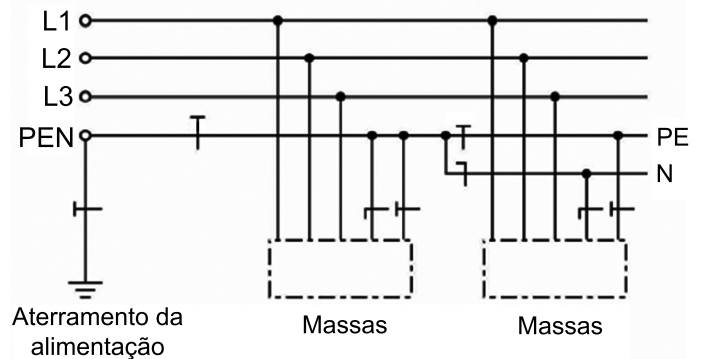 L1
L2
L3
PEN
PE
N
Aterramento da
alimentação
Massas
Massas